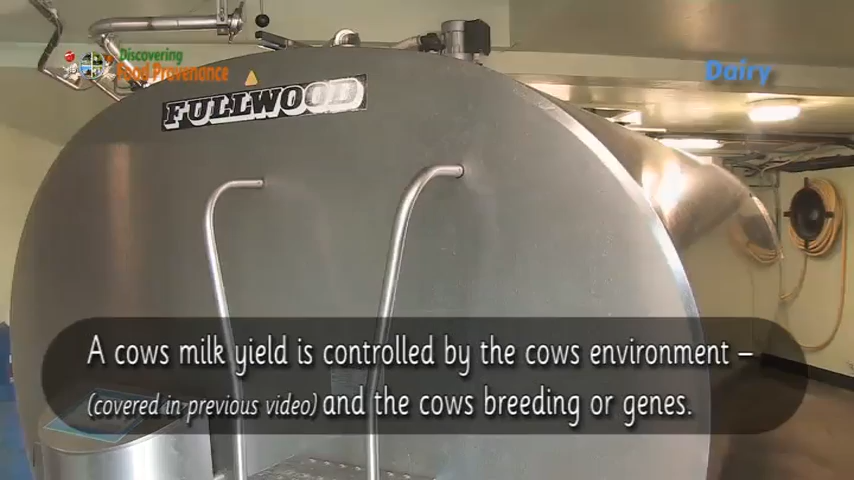 Discovering
Food Provenance
Dairy
FULLWOOD
A cows milk yield is controlled by the cows environment –
(covered in previous video) and the cows breeding or genes.